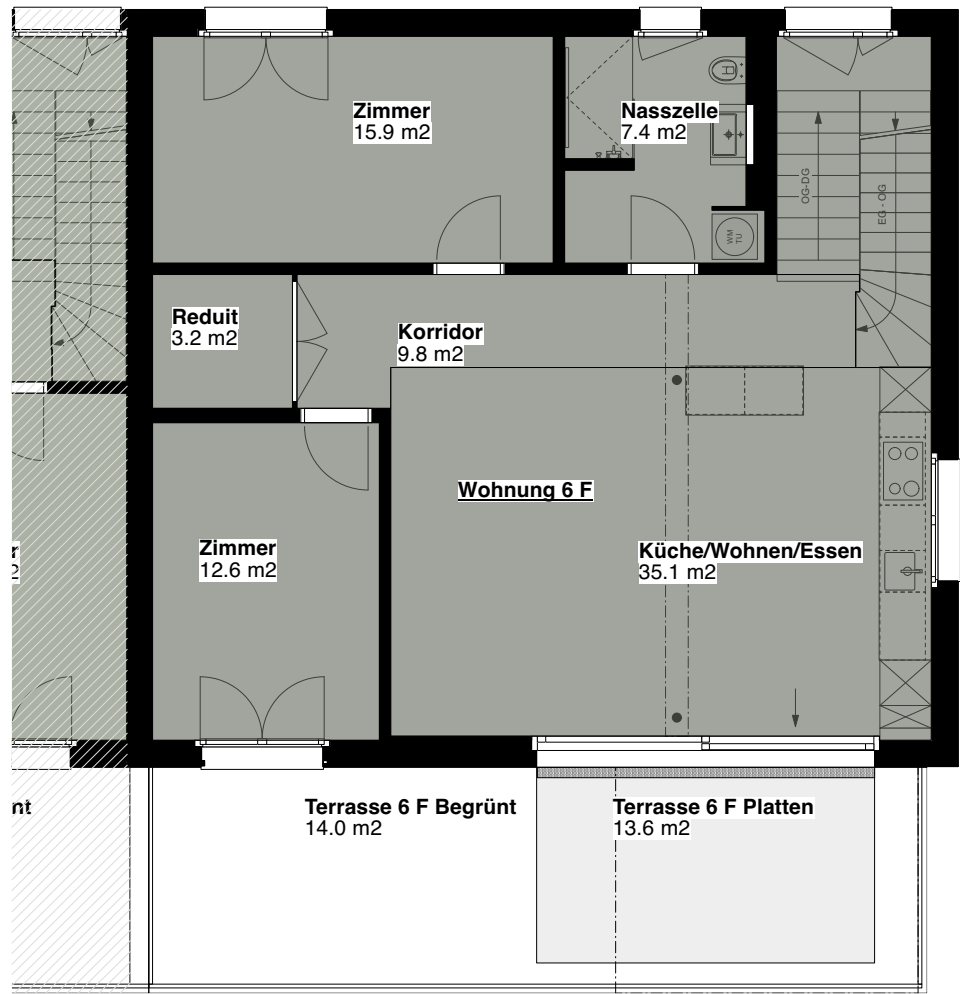 Zimmer
15.9 m2
Nasszelle
7.4 m2
OG-DG
EG - OG
WM
TU
Reduit
3.2 m2
Korridor
9.8 m2
Wohnung 6 F
Zimmer
12.6 m2
Küche/Wohnen/Essen
35.1 m2
r
2
nt
Terrasse 6 F Begrünt
14.0 m2
Terrasse 6 F Platten
13.6 m2